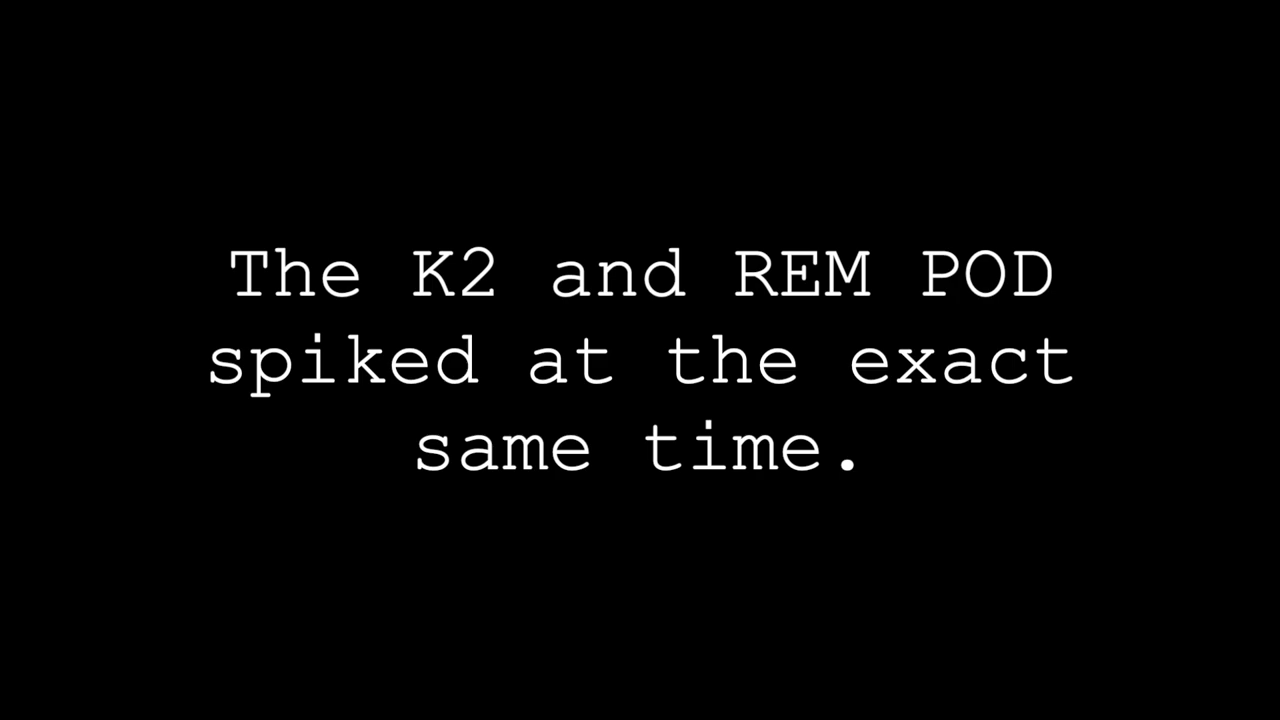 The K2 and REM POD
spiked at the exact
same time.